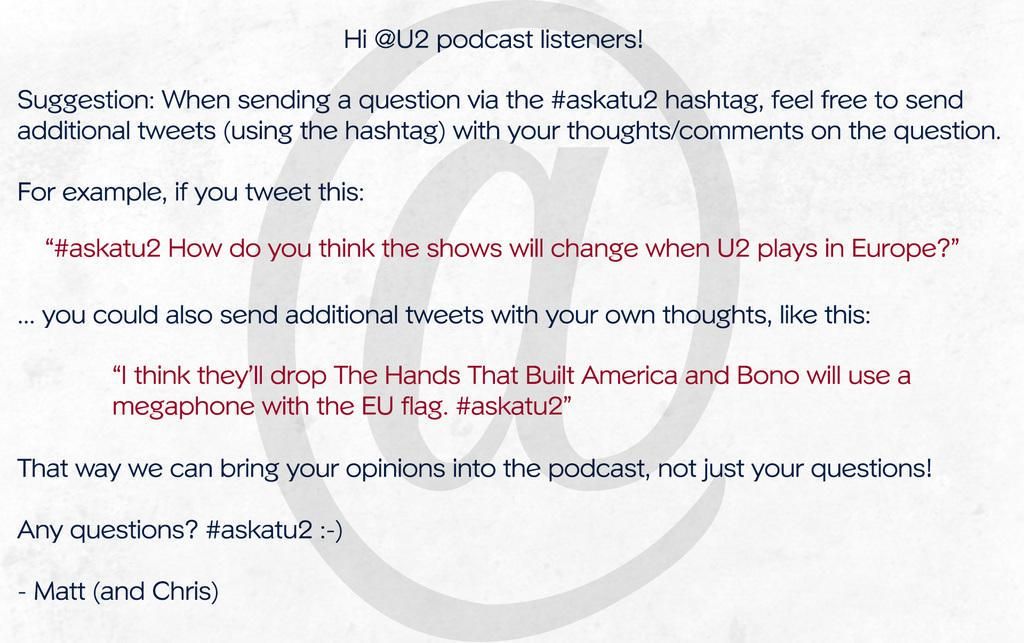 Hi @U2 podcast listeners!
Suggestion: When sending a question via the #askatu2 hashtag, feel free to send
additional tweets (using the hashtag) with your thoughts/comments on the question.
For example, if you tweet this:
“#askatu2 How do you think the shows will change when U2 plays in Europe?”
... you could also send additional tweets with your own thoughts, like this:
“I think they’ll drop The Hands That Built America and Bono will use a
megaphone with the EU flag. #askatu2”
That way we can bring your opinions into the podcast, not just your questions!
Any questions? #askatu2 :-)
- Matt (and Chris)